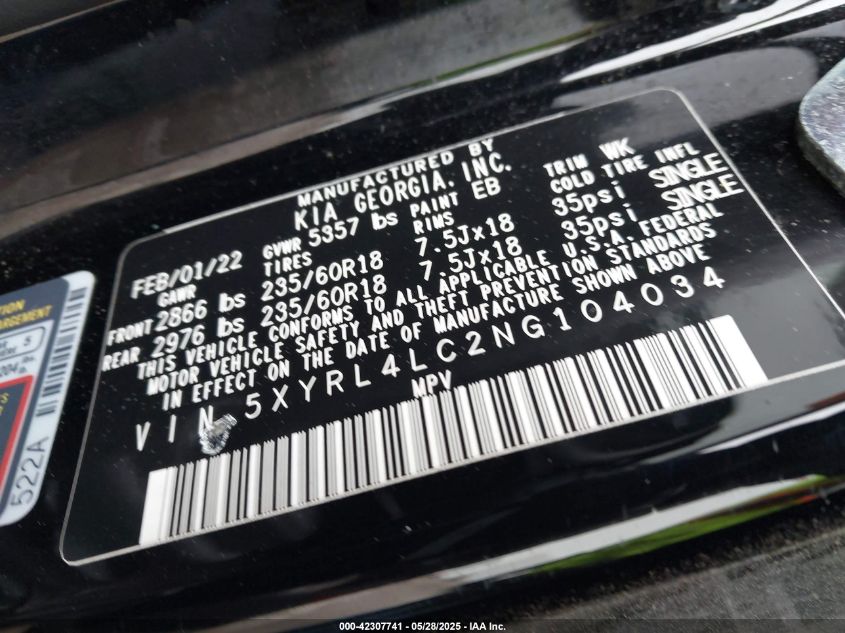 MANUFACTURED BY
KIA GEORGIA, INC.
FEB/01/22 GVWR 5357 lbs PAINT EB TRIM WK
GAWR TIRES RIMS COLD TIRE INFL
FRONT 2866 lbs 235/60R18 7.5Jx18 35psi SINGLE
REAR 2976 lbs 235/60R18 7.5Jx18 35psi SINGLE
THIS VEHICLE CONFORMS TO ALL APPLICABLE U.S.A. FEDERAL
MOTOR VEHICLE SAFETY AND THEFT PREVENTION STANDARDS
IN EFFECT ON THE DATE OF MANUFACTURE SHOWN ABOVE
VIN 5XYRL4LC2NG104034
MPV
522A
000-42307741 - 05/28/2025 - IAA Inc.